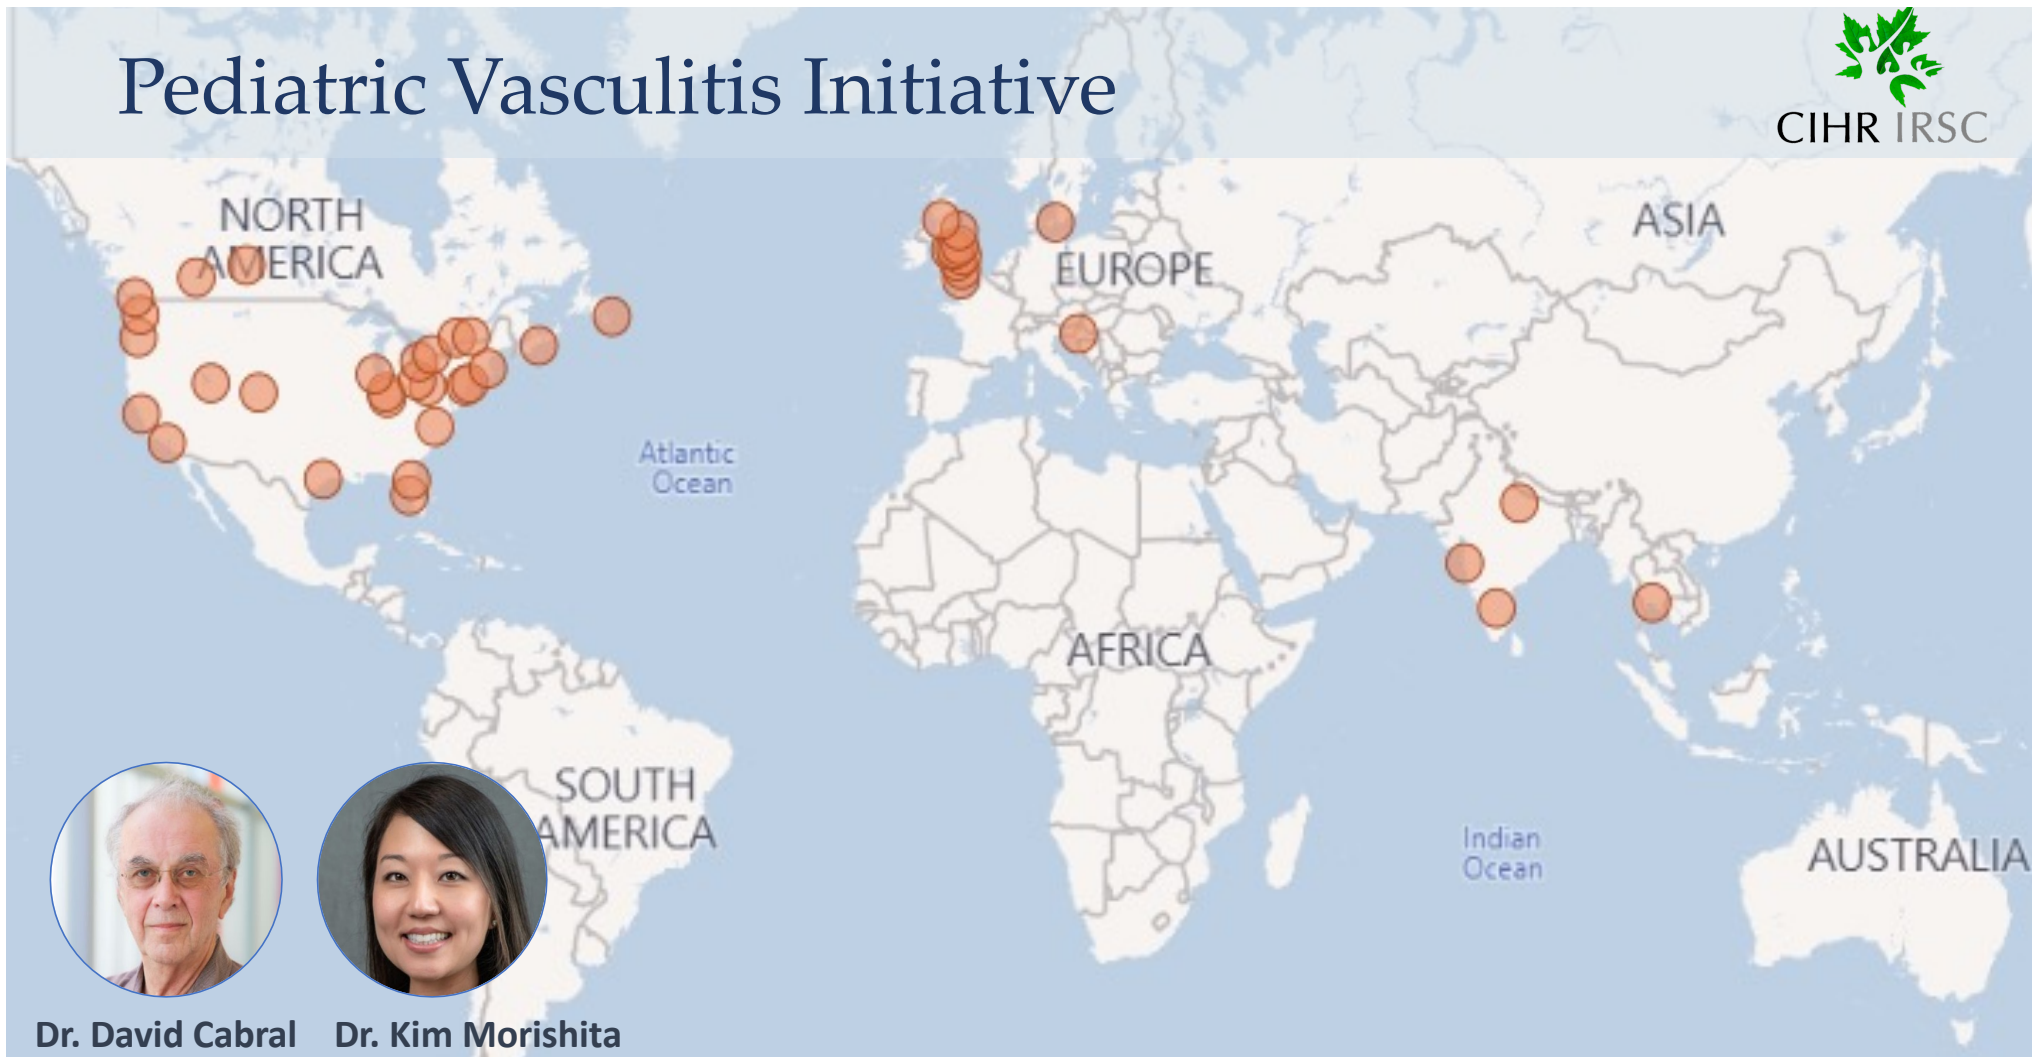 Pediatric Vasculitis Initiative
CIHR IRSC
NORTH
AMERICA
ASIA
EUROPE
Atlantic
Ocean
AFRICA
SOUTH
AMERICA
Indian
Ocean
AUSTRALIA
Dr. David Cabral
Dr. Kim Morishita